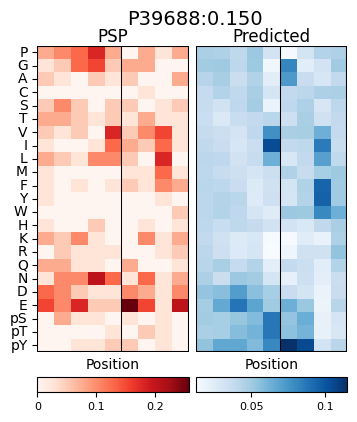 P39688:0.150
PSP Predicted
P
G
A
C
S
T
V
I
L
M
F
Y
W
H
K
R
Q
N
D
E
pS
pT
pY
Position Position
0 0.1 0.2 0.05 0.1